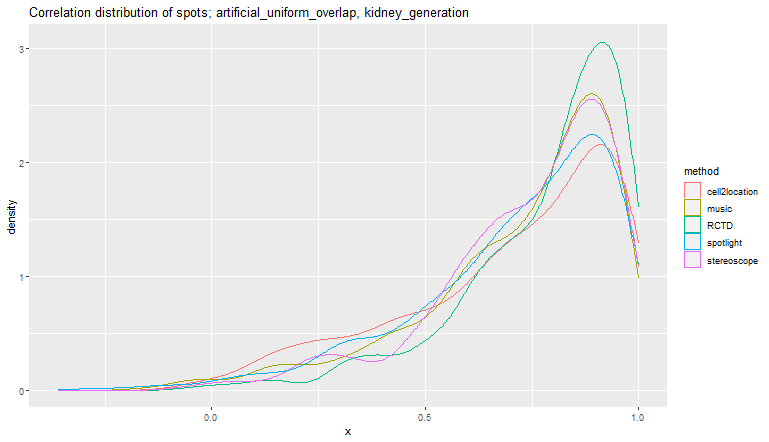 Correlation distribution of spots; artificial_uniform_overlap, kidney_generation
3
2
1
0
density
0.0
0.5
1.0
x
method
cell2location
music
RCTD
spotlight
stereoscope